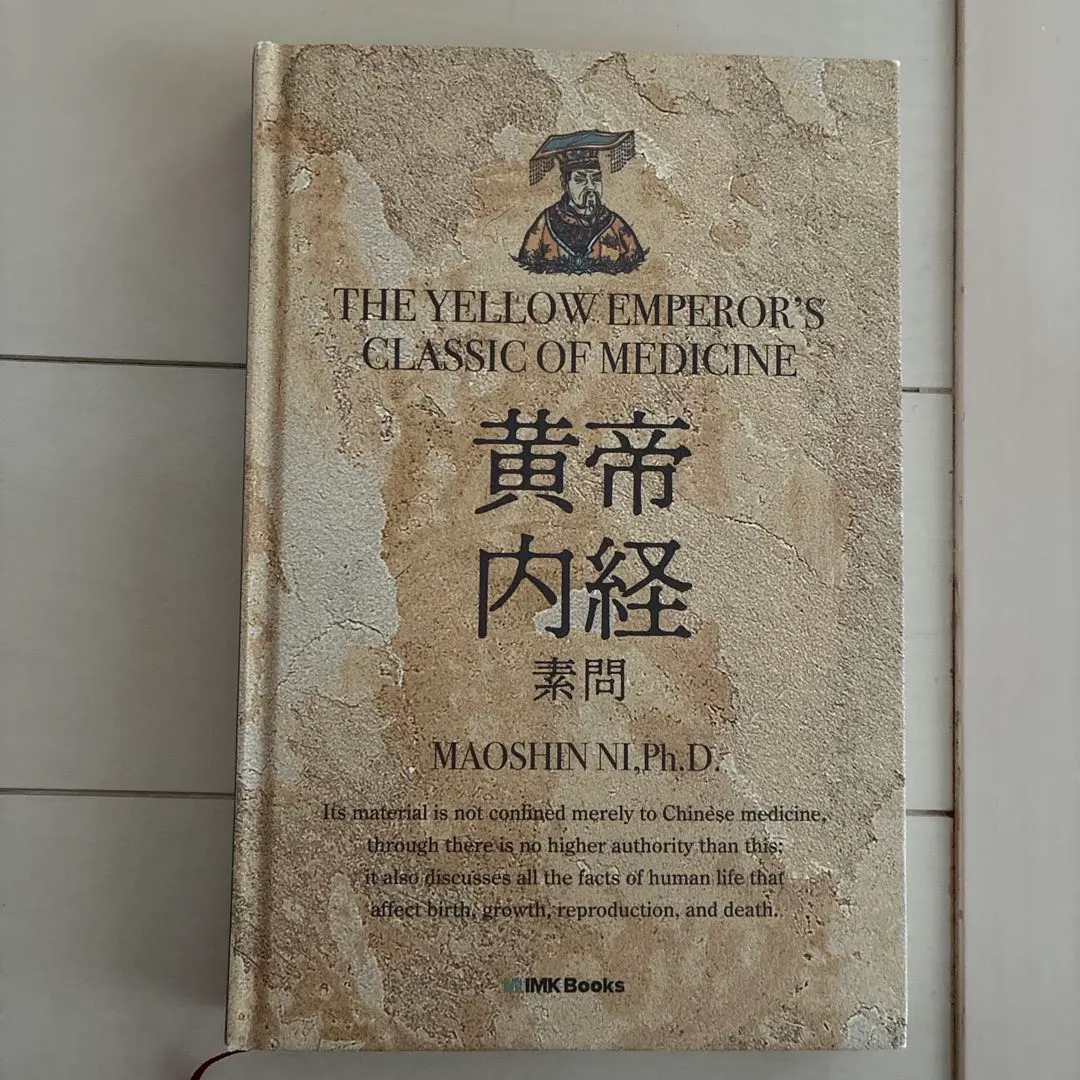 THE YELLOW EMPEROR'S
CLASSIC OF MEDICINE
黄帝
内経
素問
MAOSHIN NI,Ph.D.
Its material is not confined merely to Chinese medicine,
through there is no higher authority than this:
it also discusses all the facts of human life that
affect birth, growth, reproduction, and death.
IMK Books